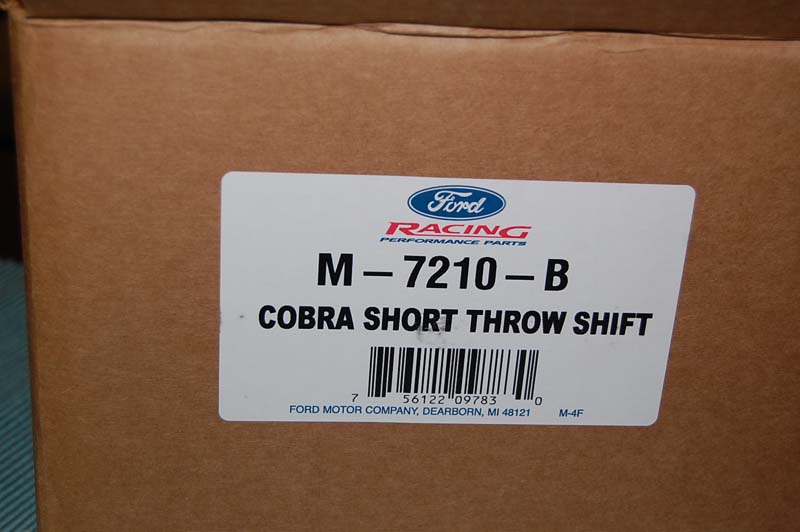 Ford
RACING
PERFORMANCE PARTS
M-7210-B
COBRA SHORT THROW SHIFT
7 56122 09783 0
FORD MOTOR COMPANY, DEARBORN, MI 48121 M-4F